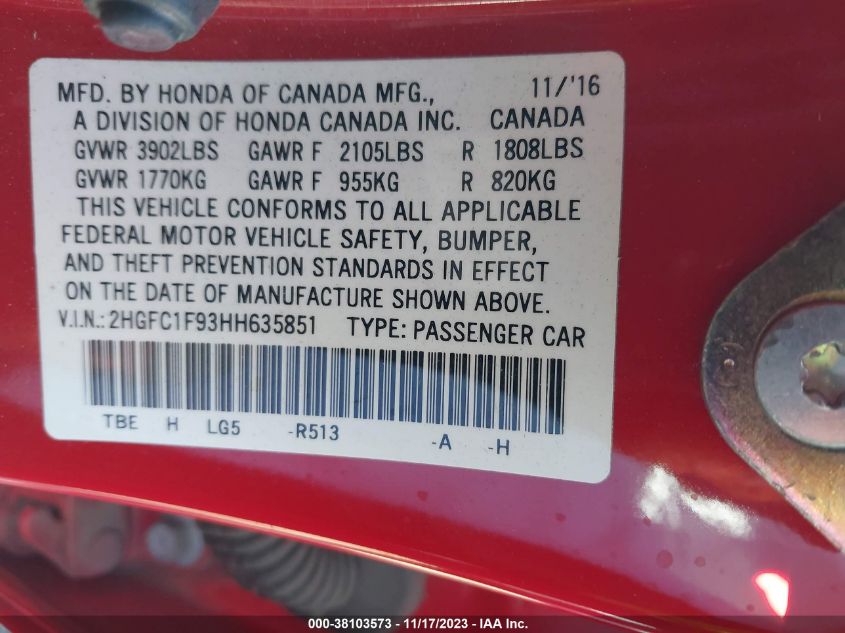 MFD. BY HONDA OF CANADA MFG., 11/'16
A DIVISION OF HONDA CANADA INC. CANADA
GVWR 3902LBS GAWR F 2105LBS R 1808LBS
GVWR 1770KG GAWR F 955KG R 820KG
THIS VEHICLE CONFORMS TO ALL APPLICABLE
FEDERAL MOTOR VEHICLE SAFETY, BUMPER,
AND THEFT PREVENTION STANDARDS IN EFFECT
ON THE DATE OF MANUFACTURE SHOWN ABOVE.
V.I.N.: 2HGFC1F93HH635851 TYPE: PASSENGER CAR
TBE H LG5 -R513 -A -H
000-38103573 — 11/17/2023 — IAA Inc.